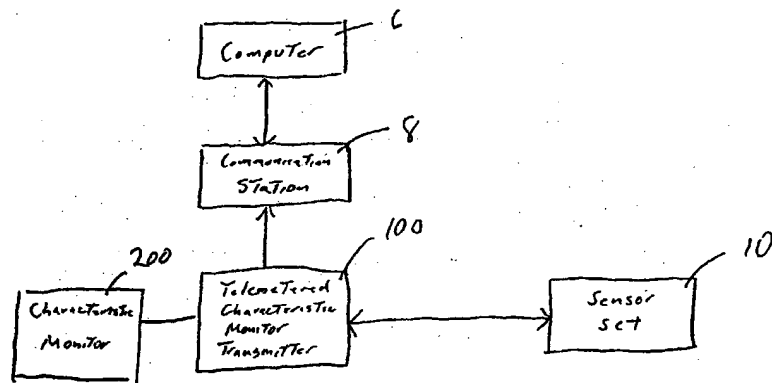 6
Computer
8
Communication
Station
200
100
10
Characteristic
Monitor
Telemetered
Characteristic
Monitor
Transmitter
Sensor
set